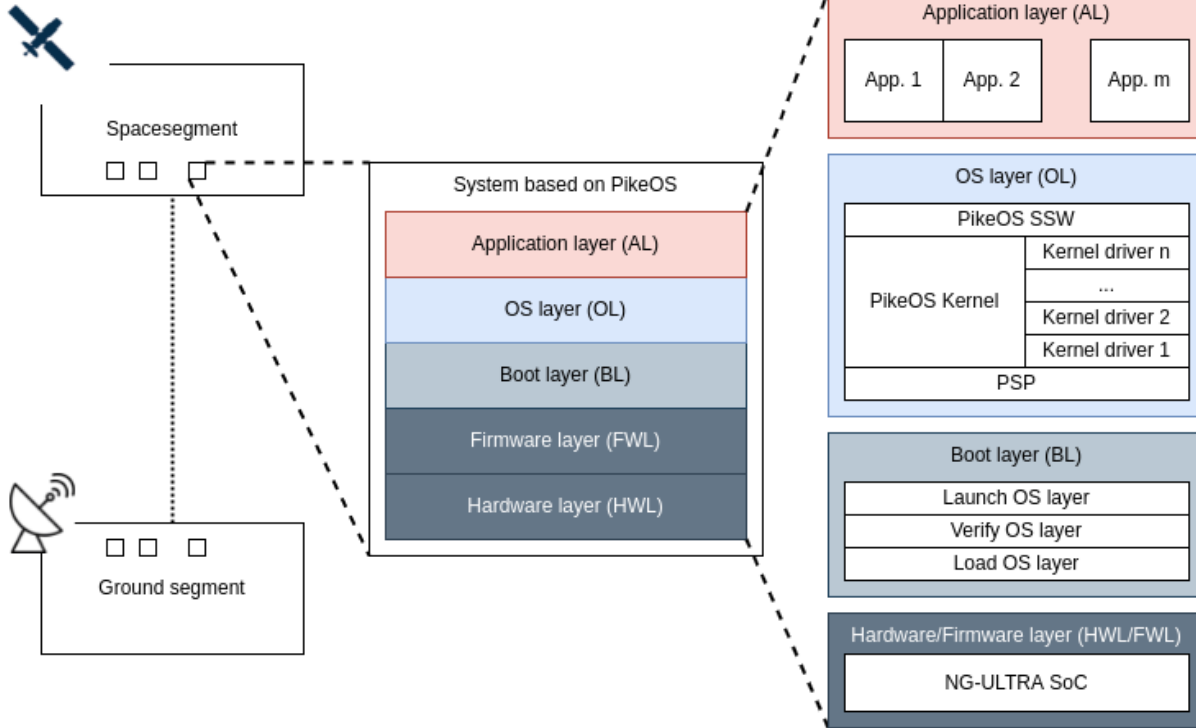 Spacesegment
Ground segment
System based on PikeOS
Application layer (AL)
OS layer (OL)
Boot layer (BL)
Firmware layer (FWL)
Hardware layer (HWL)
Application layer (AL)
App. 1
App. 2
App. m
OS layer (OL)
PikeOS SSW
PikeOS Kernel
Kernel driver n
...
Kernel driver 2
Kernel driver 1
PSP
Boot layer (BL)
Launch OS layer
Verify OS layer
Load OS layer
Hardware/Firmware layer (HWL/FWL)
NG-ULTRA SoC